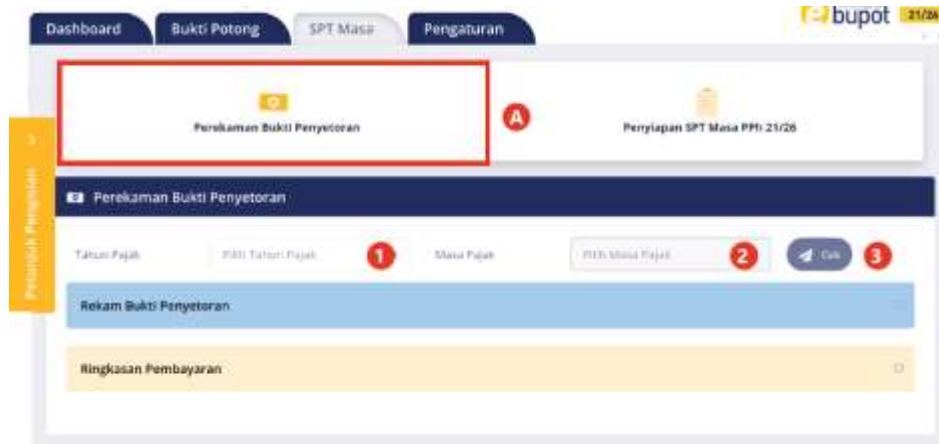 Dashboard
Bukti Potong
SPT Masa
Pengaturan
e-bupot 21/26
Perekaman Bukti Penyetoran
A
Penyiapan SPT Masa PPh 21/26
Petunjuk Pengisian
Perekaman Bukti Penyetoran
Tahun Pajak
Pilih Tahun Pajak
1
Masa Pajak
Pilih Masa Pajak
2
Cek
3
Rekam Bukti Penyetoran
Ringkasan Pembayaran